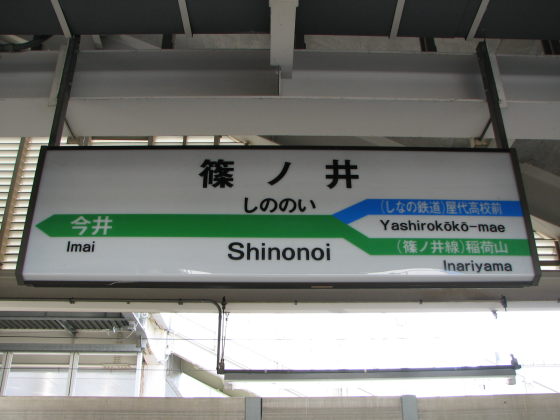 篠ノ井
しののい
今井
Imai
Shinonoi
(しなの鉄道)屋代高校前
Yashirokōkō-mae
(篠ノ井線)稲荷山
Inariyama